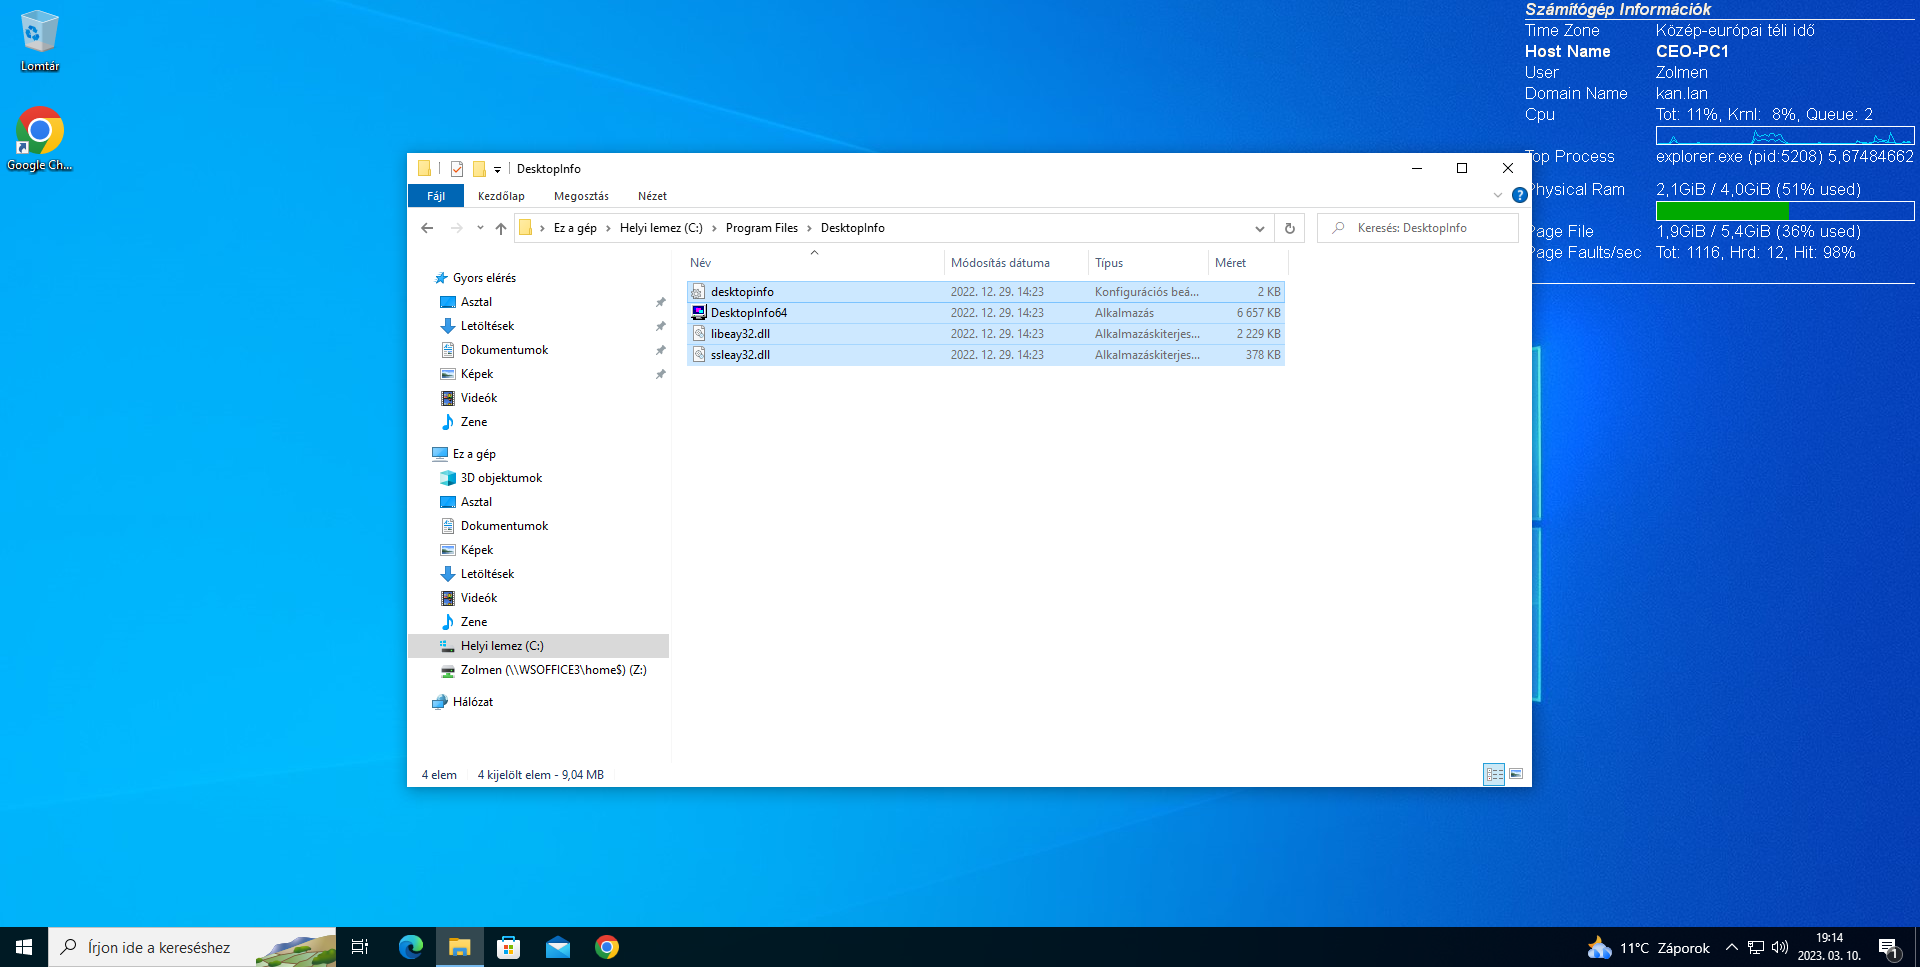 Lomtár
Google Ch...
Számítógép Információk
Time Zone Közép-európai téli idő
Host Name CEO-PC1
User Zolmen
Domain Name kan.lan
Cpu Tot: 11%, Krnl: 8%, Queue: 2
Top Process explorer.exe (pid:5208) 5,67484662
Physical Ram 2,1GiB / 4,0GiB (51% used)
Page File 1,9GiB / 5,4GiB (36% used)
Page Faults/sec Tot: 1116, Hrd: 12, Hit: 98%
DesktopInfo
Fájl Kezdőlap Megosztás Nézet
Ez a gép Helyi lemez (C:) Program Files DesktopInfo
Keresés: DesktopInfo
Gyors elérés
Asztal
Letöltések
Dokumentumok
Képek
Videók
Zene
Ez a gép
3D objektumok
Asztal
Dokumentumok
Képek
Letöltések
Videók
Zene
Helyi lemez (C:)
Zolmen (\\WSOFFICE3\home$) (Z:)
Hálózat
Név Módosítás dátuma Típus Méret
desktopinfo 2022. 12. 29. 14:23 Konfigurációs beá... 2 KB
DesktopInfo64 2022. 12. 29. 14:23 Alkalmazás 6 657 KB
libeay32.dll 2022. 12. 29. 14:23 Alkalmazáskiterjes... 2 229 KB
ssleay32.dll 2022. 12. 29. 14:23 Alkalmazáskiterjes... 378 KB
4 elem 4 kijelölt elem - 9,04 MB
Írjon ide a kereséshez
11°C Záporok
19:14
2023. 03. 10.
1